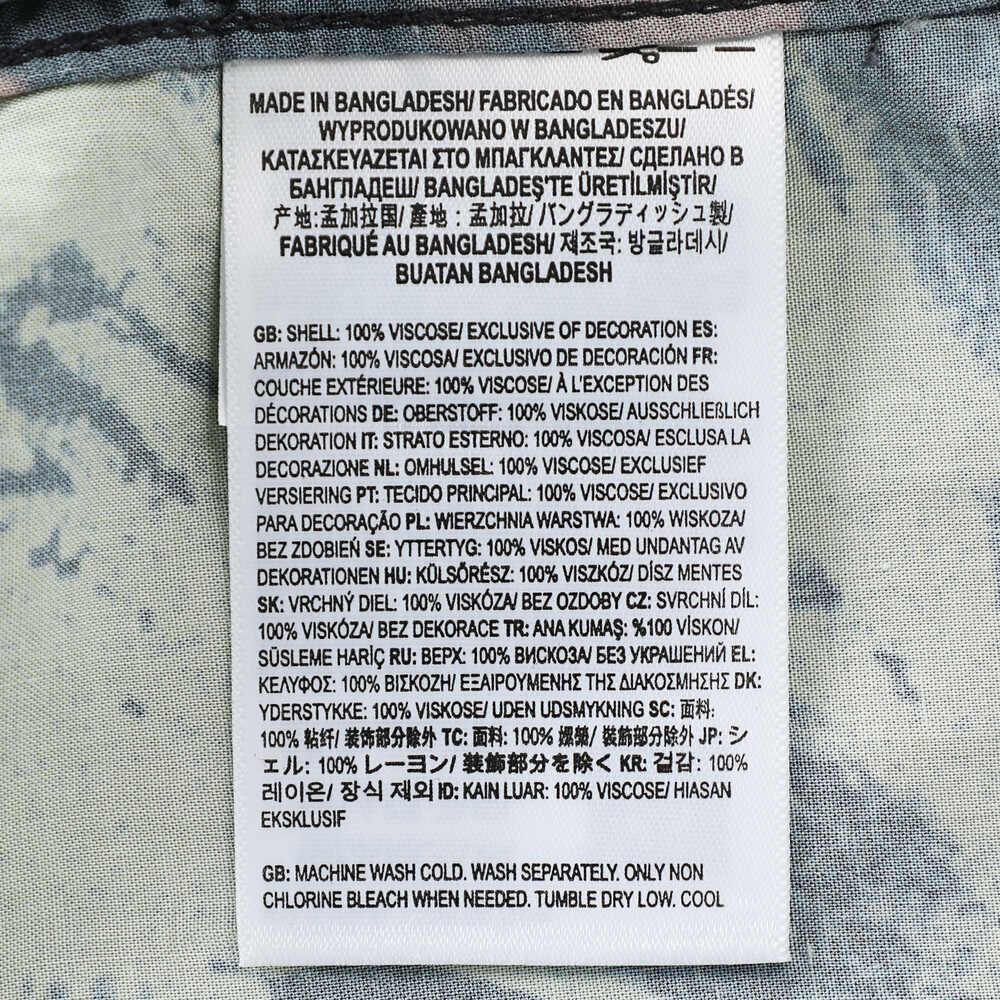 MADE IN BANGLADESH/ FABRICADO EN BANGLADÉS/
WYPRODUKOWANO W BANGLADESZU/
ΚΑΤΑΣΚΕΥΑΖΕΤΑΙ ΣΤΟ ΜΠΑΓΚΛΑΝΤΕΣ/ СДЕЛАНО В
БАНГЛАДЕШ/ BANGLADEŞ'TE ÜRETİLMİŞTİR/
产地:孟加拉国/ 產地：孟加拉/ バングラディッシュ製/
FABRIQUÉ AU BANGLADESH/ 제조국: 방글라데시/
BUATAN BANGLADESH
GB: SHELL: 100% VISCOSE/ EXCLUSIVE OF DECORATION ES:
ARMAZÓN: 100% VISCOSA/ EXCLUSIVO DE DECORACIÓN FR:
COUCHE EXTÉRIEURE: 100% VISCOSE/ À L'EXCEPTION DES
DÉCORATIONS DE: OBERSTOFF: 100% VISKOSE/ AUSSCHLIEßLICH
DEKORATION IT: STRATO ESTERNO: 100% VISCOSA/ ESCLUSA LA
DECORAZIONE NL: OMHULSEL: 100% VISCOSE/ EXCLUSIEF
VERSIERING PT: TECIDO PRINCIPAL: 100% VISCOSE/ EXCLUSIVO
PARA DECORAÇÃO PL: WIERZCHNIA WARSTWA: 100% WISKOZA/
BEZ ZDOBIEŃ SE: YTTERTYG: 100% VISKOS/ MED UNDANTAG AV
DEKORATIONEN HU: KÜLSŐRÉSZ: 100% VISZKÓZ/ DÍSZ MENTES
SK: VRCHNÝ DIEL: 100% VISKÓZA/ BEZ OZDOBY CZ: SVRCHNÍ DÍL:
100% VISKÓZA/ BEZ DEKORACE TR: ANA KUMAŞ: %100 VİSKON/
SÜSLEME HARİÇ RU: ВЕРХ: 100% ВИСКОЗА/ БЕЗ УКРАШЕНИЙ EL:
ΚΕΛΥΦΟΣ: 100% ΒΙΣΚΟΖΗ/ ΕΞΑΙΡΟΥΜΕΝΗΣ ΤΗΣ ΔΙΑΚΟΣΜΗΣΗΣ DK:
YDERSTYKKE: 100% VISKOSE/ UDEN UDSMYKNING SC: 面料:
100% 粘纤/ 装饰部分除外 TC: 面料: 100% 嫘縈/ 裝飾部分除外 JP: シ
ェル: 100% レーヨン/ 装飾部分を除く KR: 겉감: 100%
레이온/ 장식 제외 ID: KAIN LUAR: 100% VISCOSE/ HIASAN
EKSKLUSIF
GB: MACHINE WASH COLD. WASH SEPARATELY. ONLY NON
CHLORINE BLEACH WHEN NEEDED. TUMBLE DRY LOW. COOL